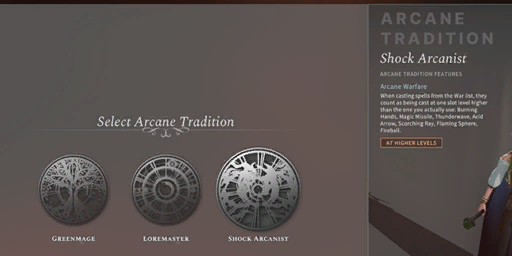 ARCANE
TRADITION
Shock Arcanist
ARCANE TRADITION FEATURES
Arcane Warfare
When casting spells from the War list, they
count as being cast at one slot level higher
than the one you actually use: Burning
Hands, Magic Missile, Thunderwave, Acid
Arrow, Scorching Ray, Flaming Sphere,
Fireball.
AT HIGHER LEVELS
Select Arcane Tradition
GREENMAGE
LOREMASTER
SHOCK ARCANIST